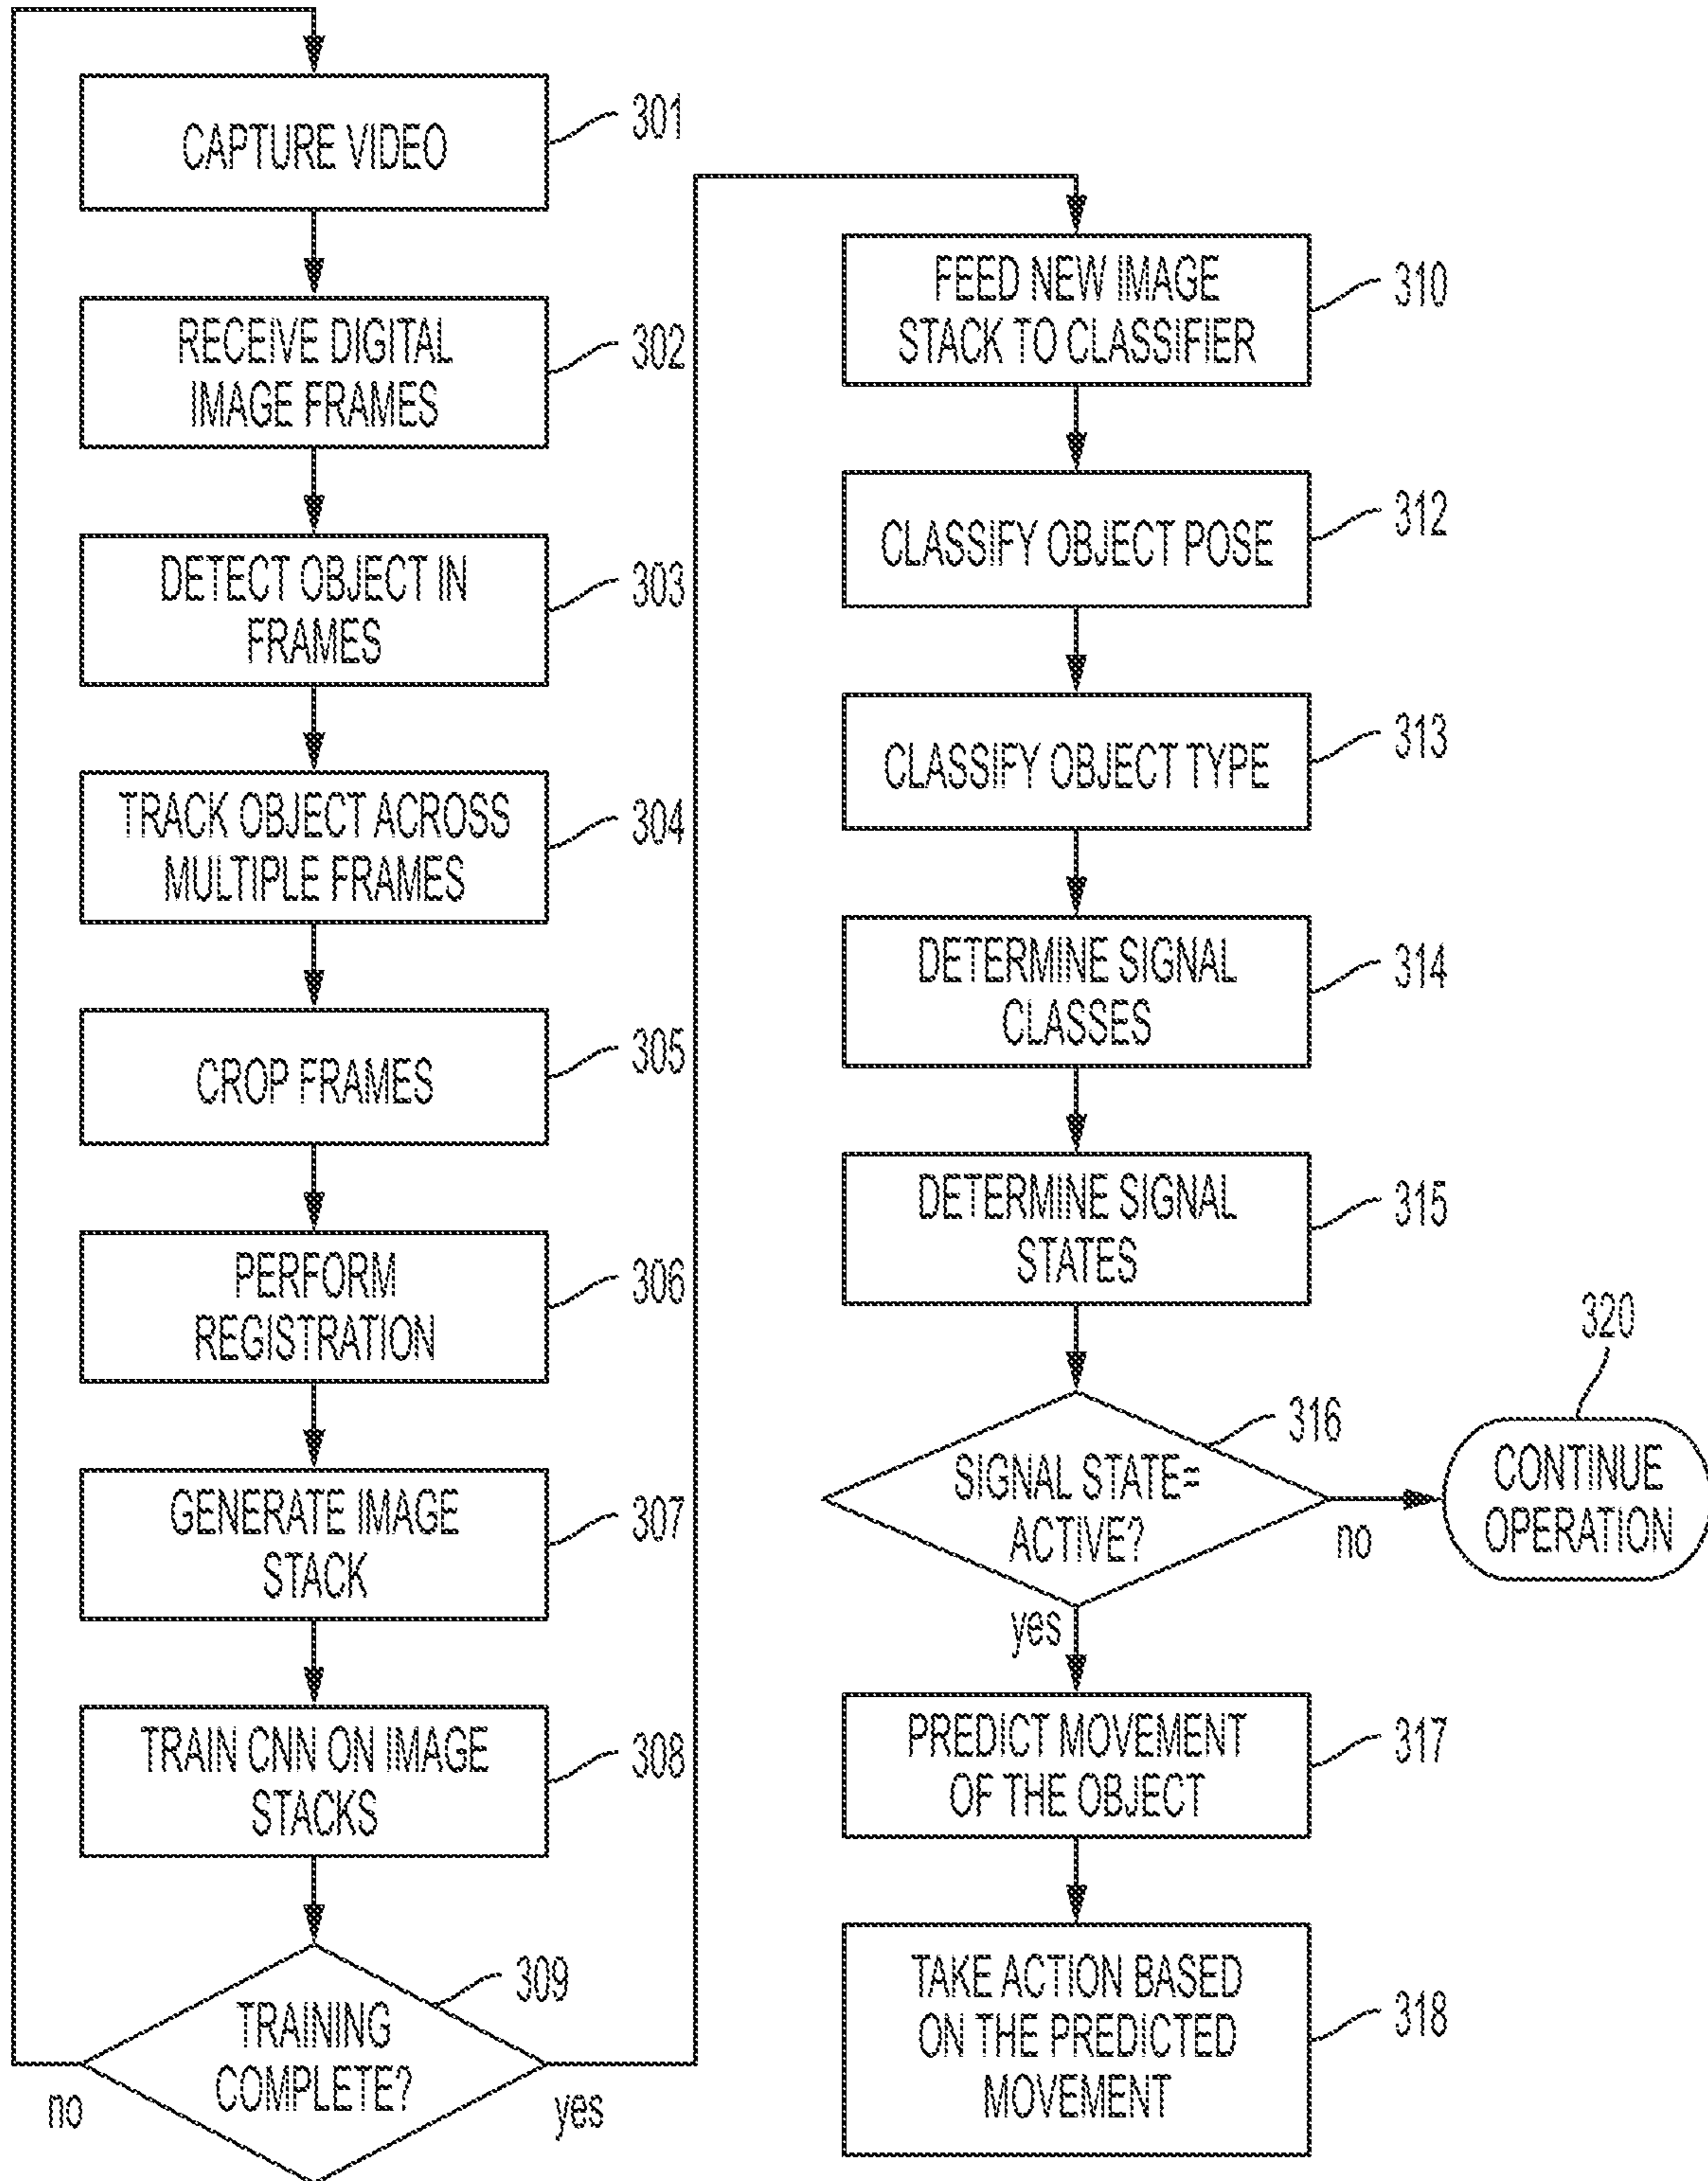 CAPTURE VIDEO
301
RECEIVE DIGITAL
IMAGE FRAMES
302
DETECT OBJECT IN
FRAMES
303
TRACK OBJECT ACROSS
MULTIPLE FRAMES
304
CROP FRAMES
305
PERFORM
REGISTRATION
306
GENERATE IMAGE
STACK
307
TRAIN CNN ON IMAGE
STACKS
308
TRAINING
COMPLETE?
309
no
yes
FEED NEW IMAGE
STACK TO CLASSIFIER
310
CLASSIFY OBJECT POSE
312
CLASSIFY OBJECT TYPE
313
DETERMINE SIGNAL
CLASSES
314
DETERMINE SIGNAL
STATES
315
SIGNAL STATE=
ACTIVE?
316
no
320
CONTINUE
OPERATION
yes
PREDICT MOVEMENT
OF THE OBJECT
317
TAKE ACTION BASED
ON THE PREDICTED
MOVEMENT
318